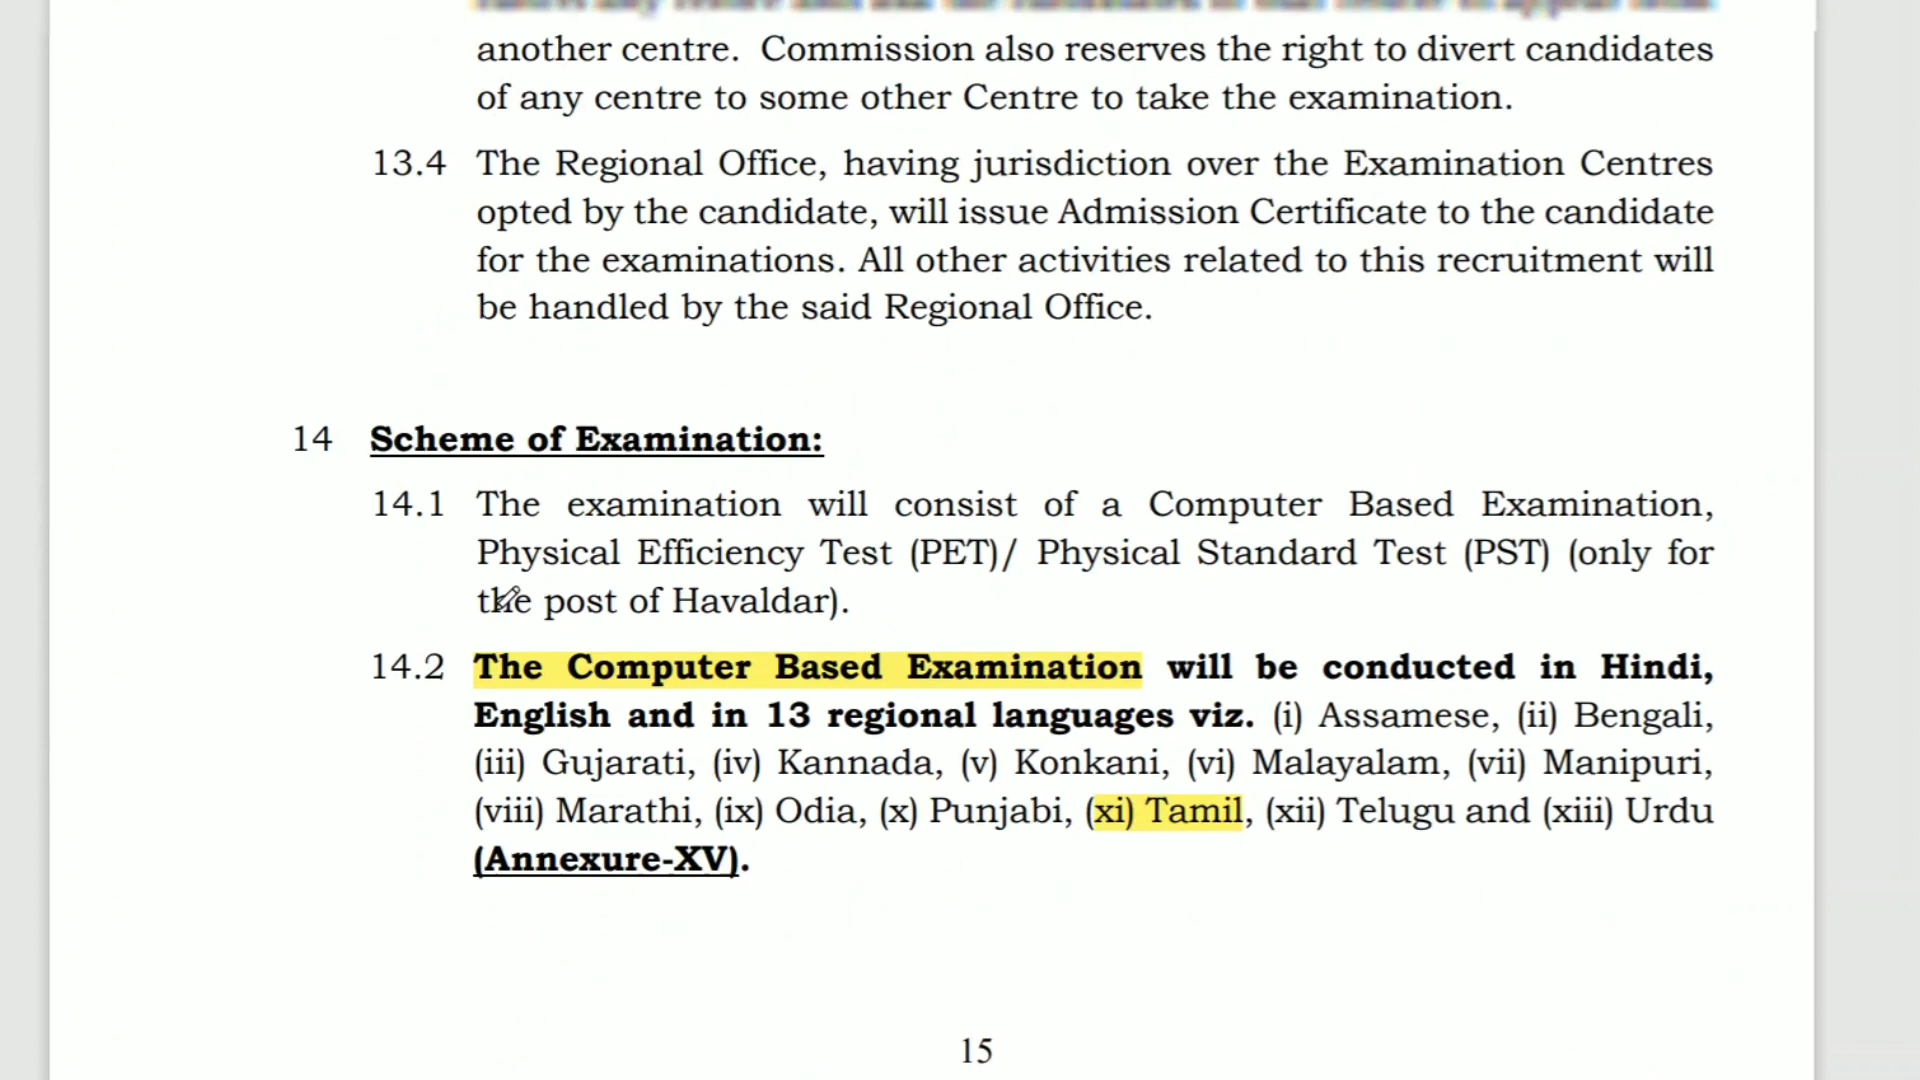 another centre. Commission also reserves the right to divert candidates
of any centre to some other Centre to take the examination.
13.4 The Regional Office, having jurisdiction over the Examination Centres
opted by the candidate, will issue Admission Certificate to the candidate
for the examinations. All other activities related to this recruitment will
be handled by the said Regional Office.
14 Scheme of Examination:
14.1 The examination will consist of a Computer Based Examination,
Physical Efficiency Test (PET)/ Physical Standard Test (PST) (only for
the post of Havaldar).
14.2 The Computer Based Examination will be conducted in Hindi,
English and in 13 regional languages viz. (i) Assamese, (ii) Bengali,
(iii) Gujarati, (iv) Kannada, (v) Konkani, (vi) Malayalam, (vii) Manipuri,
(viii) Marathi, (ix) Odia, (x) Punjabi, (xi) Tamil, (xii) Telugu and (xiii) Urdu
(Annexure-XV).
15